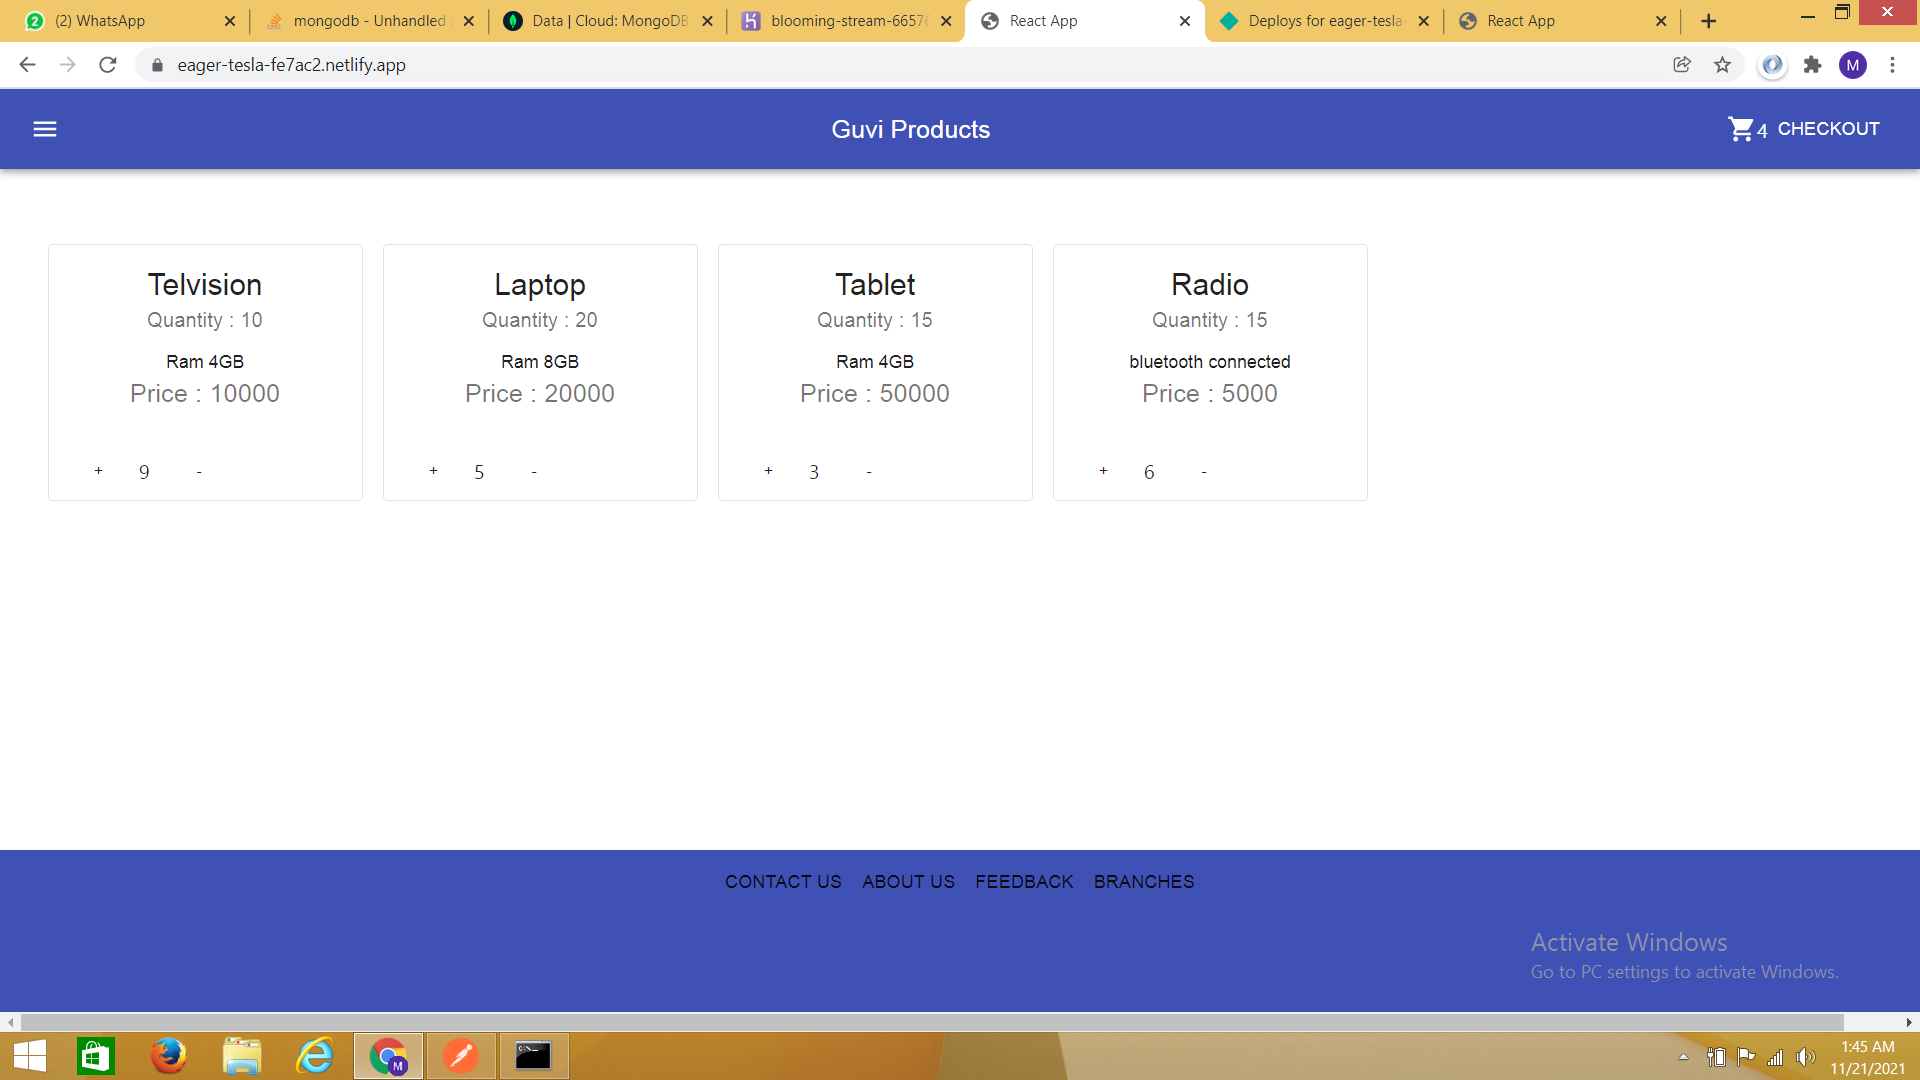 (2) WhatsApp
mongodb - Unhandled
Data | Cloud: MongoDB
blooming-stream-66576
React App
Deploys for eager-tesla-
React App
eager-tesla-fe7ac2.netlify.app
M
Guvi Products
4 CHECKOUT
Telvision
Quantity : 10
Ram 4GB
Price : 10000
+ 9 -
Laptop
Quantity : 20
Ram 8GB
Price : 20000
+ 5 -
Tablet
Quantity : 15
Ram 4GB
Price : 50000
+ 3 -
Radio
Quantity : 15
bluetooth connected
Price : 5000
+ 6 -
CONTACT US ABOUT US FEEDBACK BRANCHES
Activate Windows
Go to PC settings to activate Windows.
M
1:45 AM
11/21/2021